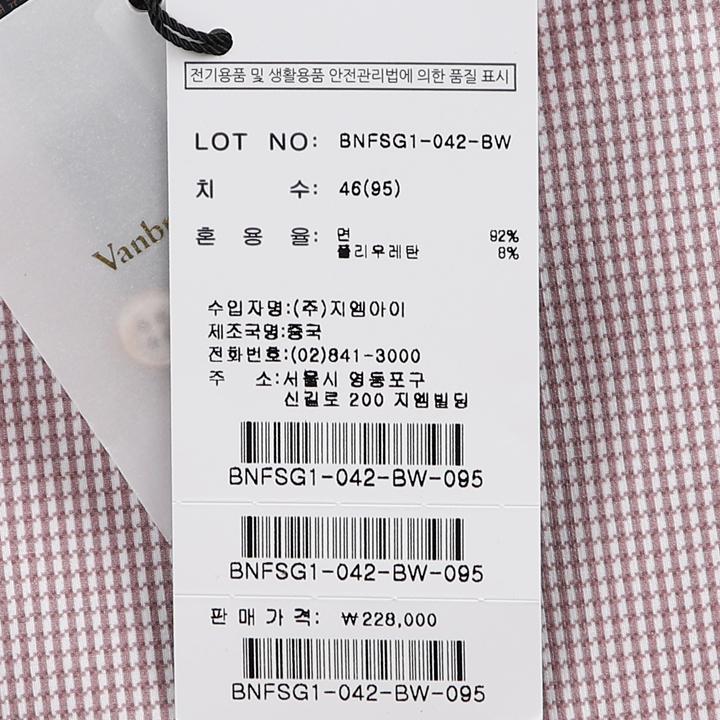 전기용품 및 생활용품 안전관리법에 의한 품질 표시
LOT NO: BNFSG1-042-BW
치 수: 46(95)
혼 용 율: 면 92%
폴리우레탄 8%
수입자명:(주)지엠아이
제조국명:중국
전화번호:(02)841-3000
주 소:서울시 영등포구
신길로 200 지엠빌딩
BNFSG1-042-BW-095
BNFSG1-042-BW-095
판 매 가 격: ₩228,000
BNFSG1-042-BW-095